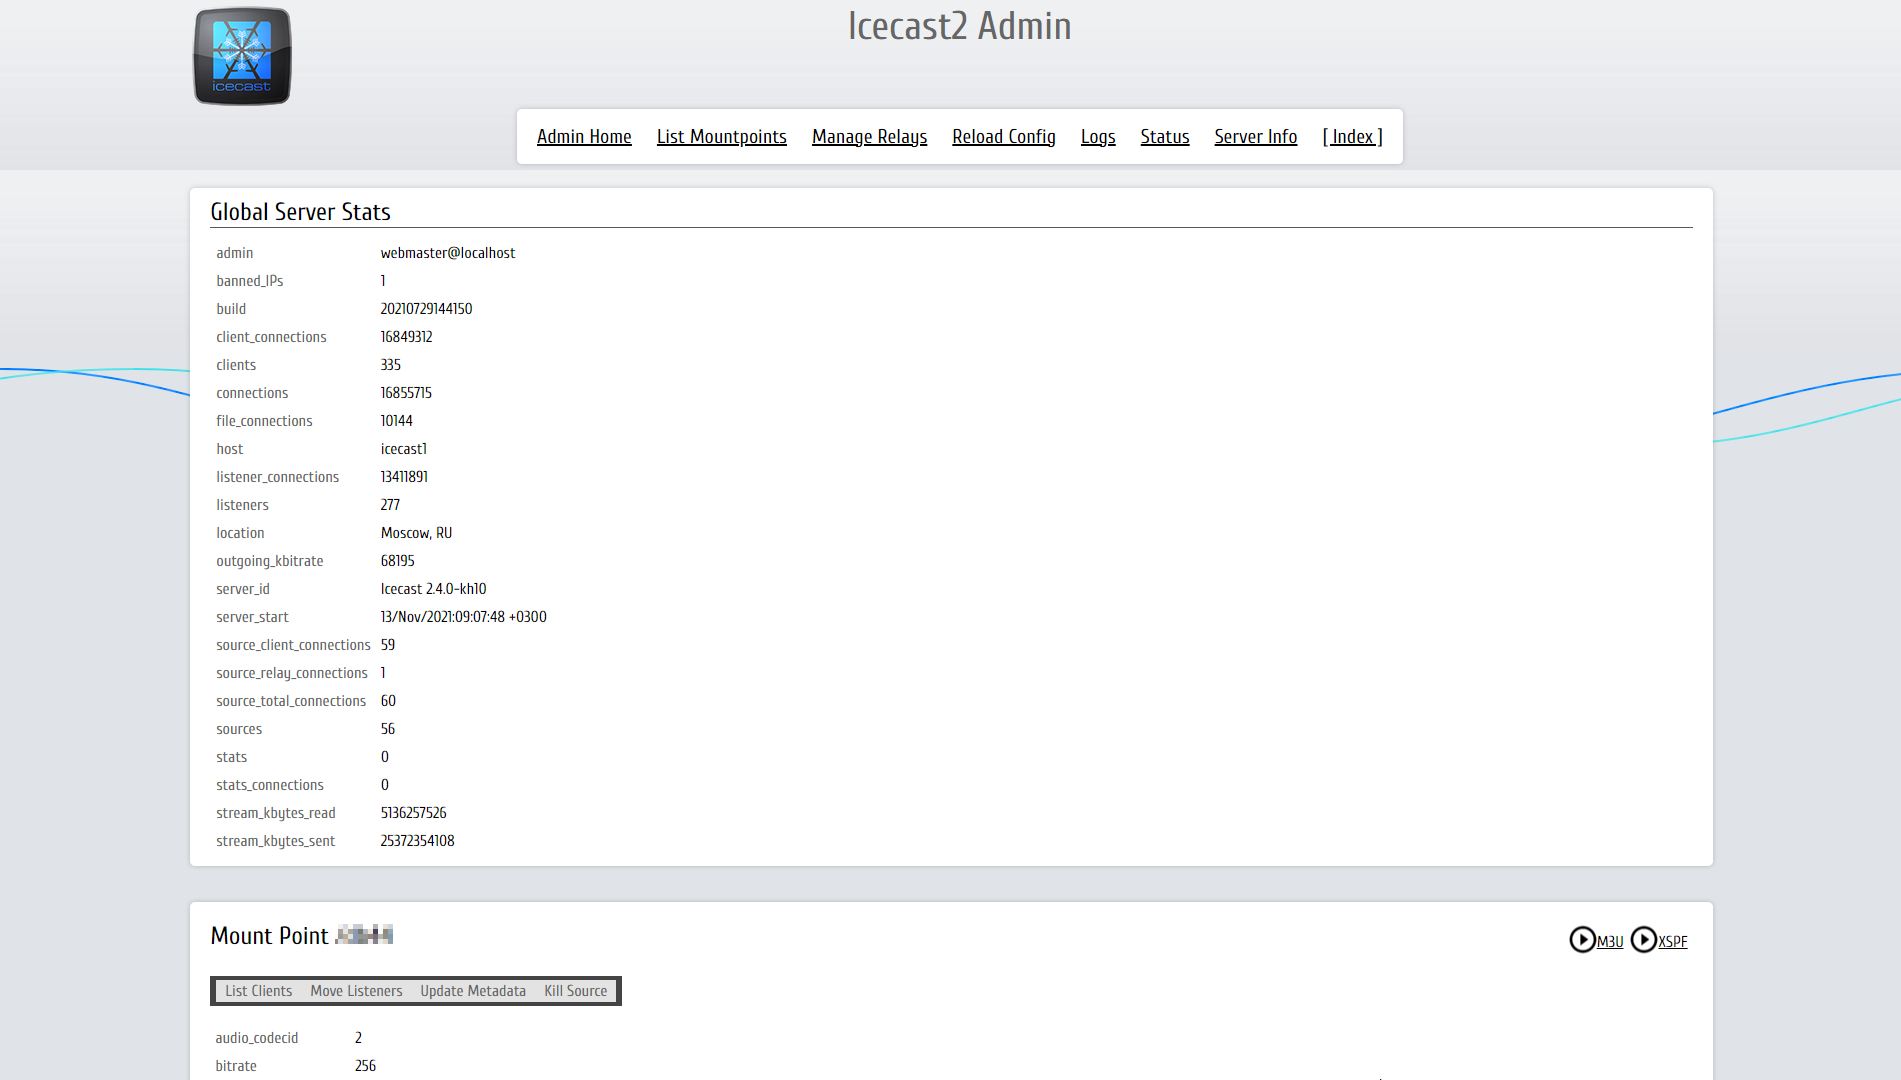 Icecast2 Admin
icecast
Admin Home List Mountpoints Manage Relays Reload Config Logs Status Server Info [ Index ]
Global Server Stats
admin webmaster@localhost
banned_IPs 1
build 20210729144150
client_connections 16849312
clients 335
connections 16855715
file_connections 10144
host icecast1
listener_connections 13411891
listeners 277
location Moscow, RU
outgoing_kbitrate 68195
server_id Icecast 2.4.0-kh10
server_start 13/Nov/2021:09:07:48 +0300
source_client_connections 59
source_relay_connections 1
source_total_connections 60
sources 56
stats 0
stats_connections 0
stream_kbytes_read 5136257526
stream_kbytes_sent 25372354108
Mount Point
M3U XSPF
List Clients Move Listeners Update Metadata Kill Source
audio_codecid 2
bitrate 256